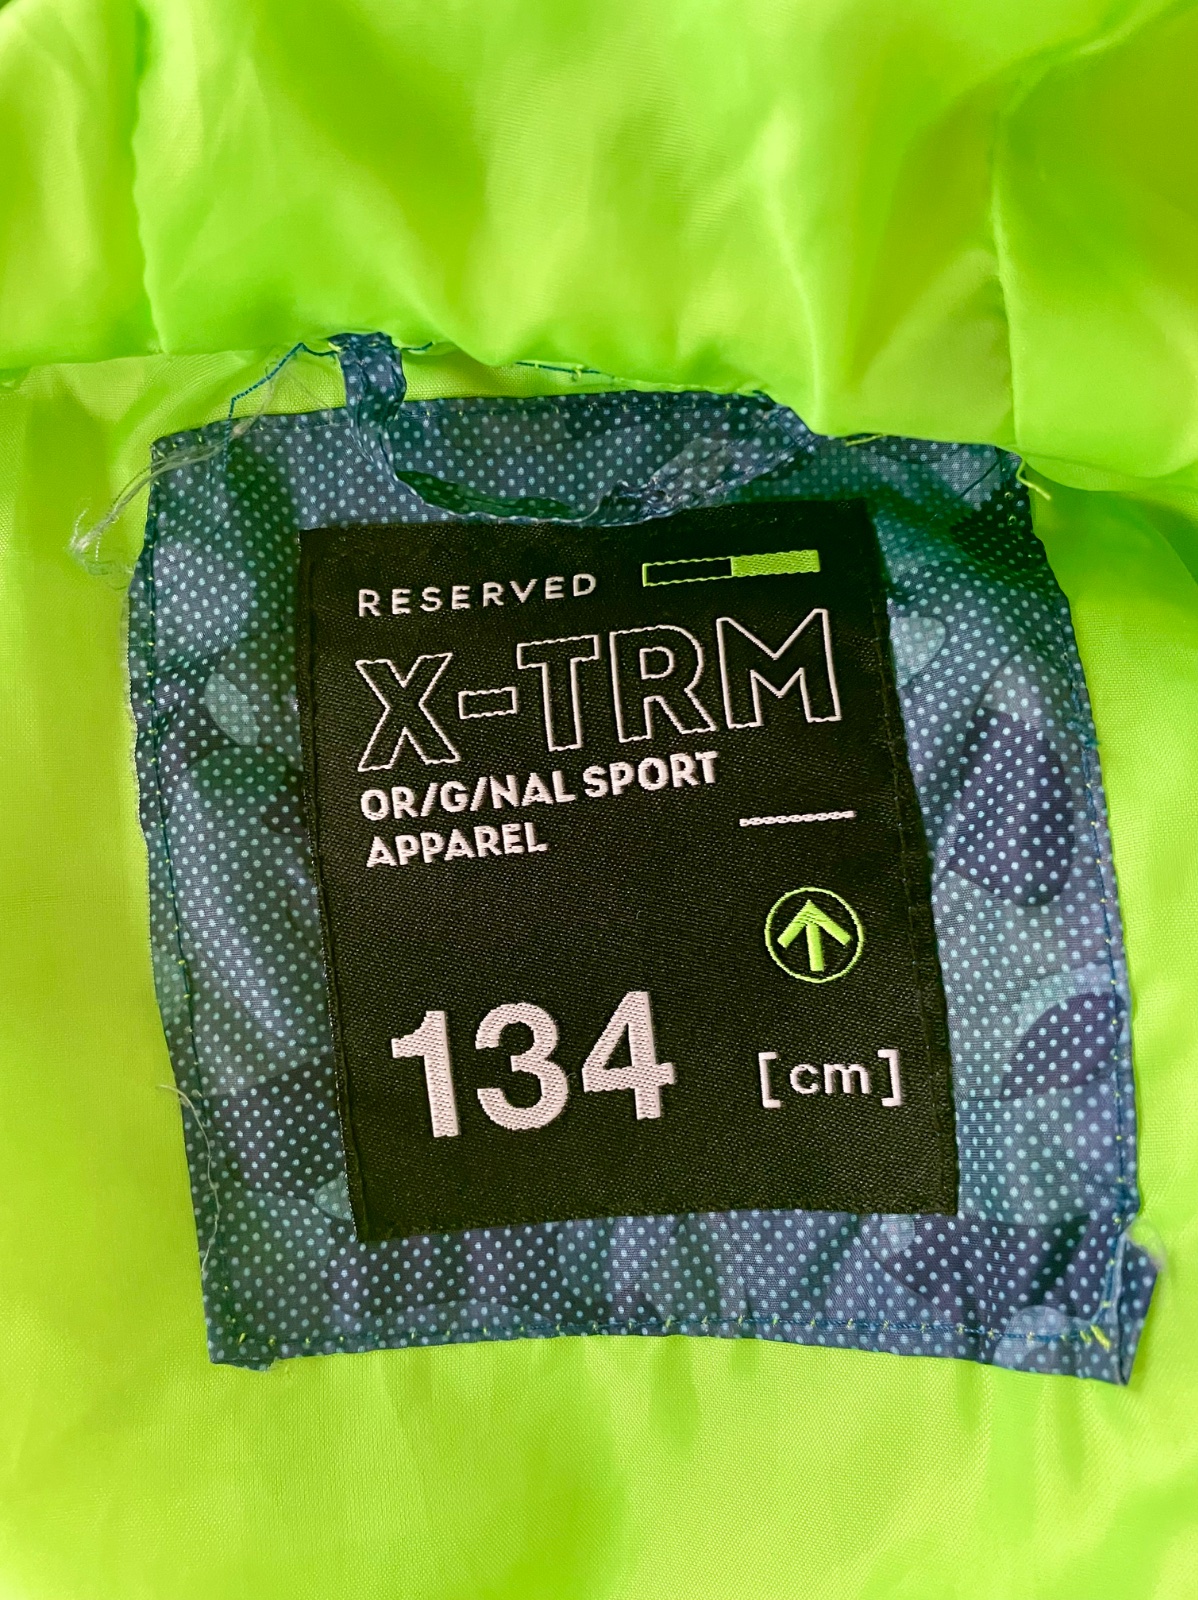 RESERVED
X-TRM
OR/G/NAL SPORT
APPAREL
134 [cm]